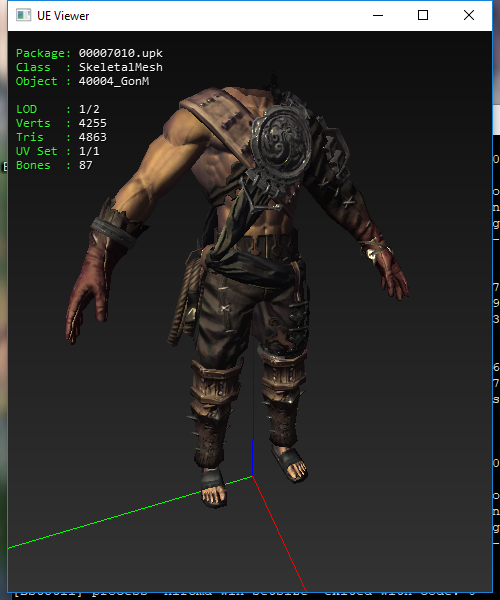 UE Viewer
Package: 00007010.upk
Class : SkeletalMesh
Object : 40004_GonM
LOD : 1/2
Verts : 4255
Tris : 4863
UV Set : 1/1
Bones : 87